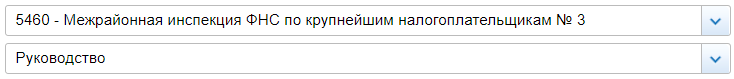 5460 - Межрайонная инспекция ФНС по крупнейшим налогоплательщикам № 3
Руководство